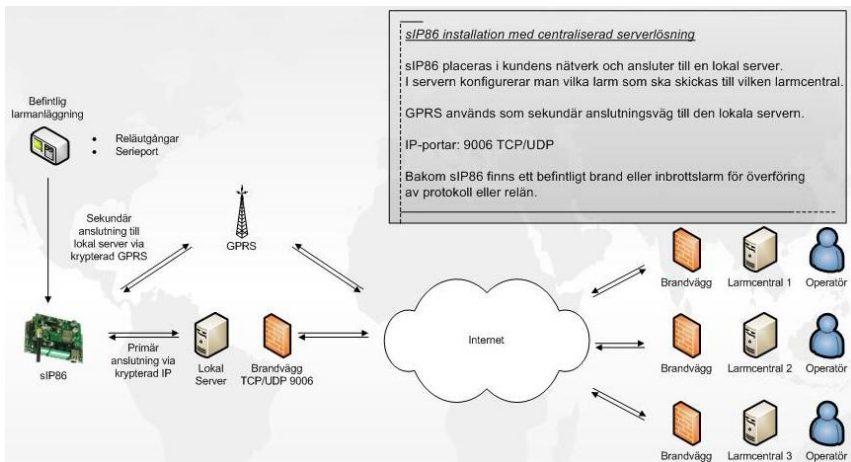 sIP86 installation med centraliserad serverlösning
sIP86 placeras i kundens nätverk och ansluter till en lokal server.
I servern konfigurerar man vilka larm som ska skickas till vilken larmcentral.
GPRS används som sekundär anslutningsväg till den lokala servern.
IP-portar: 9006 TCP/UDP
Bakom sIP86 finns ett befintligt brand eller inbrottslarm för överföring
av protokoll eller relän.
Befintlig
larmanläggning
• Reläutgångar
• Serieport
Sekundär
anslutning till
lokal server via
krypterad GPRS
GPRS
sIP86
Primär
anslutning via
krypterad IP
Lokal
Server
Brandvägg
TCP/UDP 9006
Internet
Brandvägg Larmcentral 1 Operatör
Brandvägg Larmcentral 2 Operatör
Brandvägg Larmcentral 3 Operatör